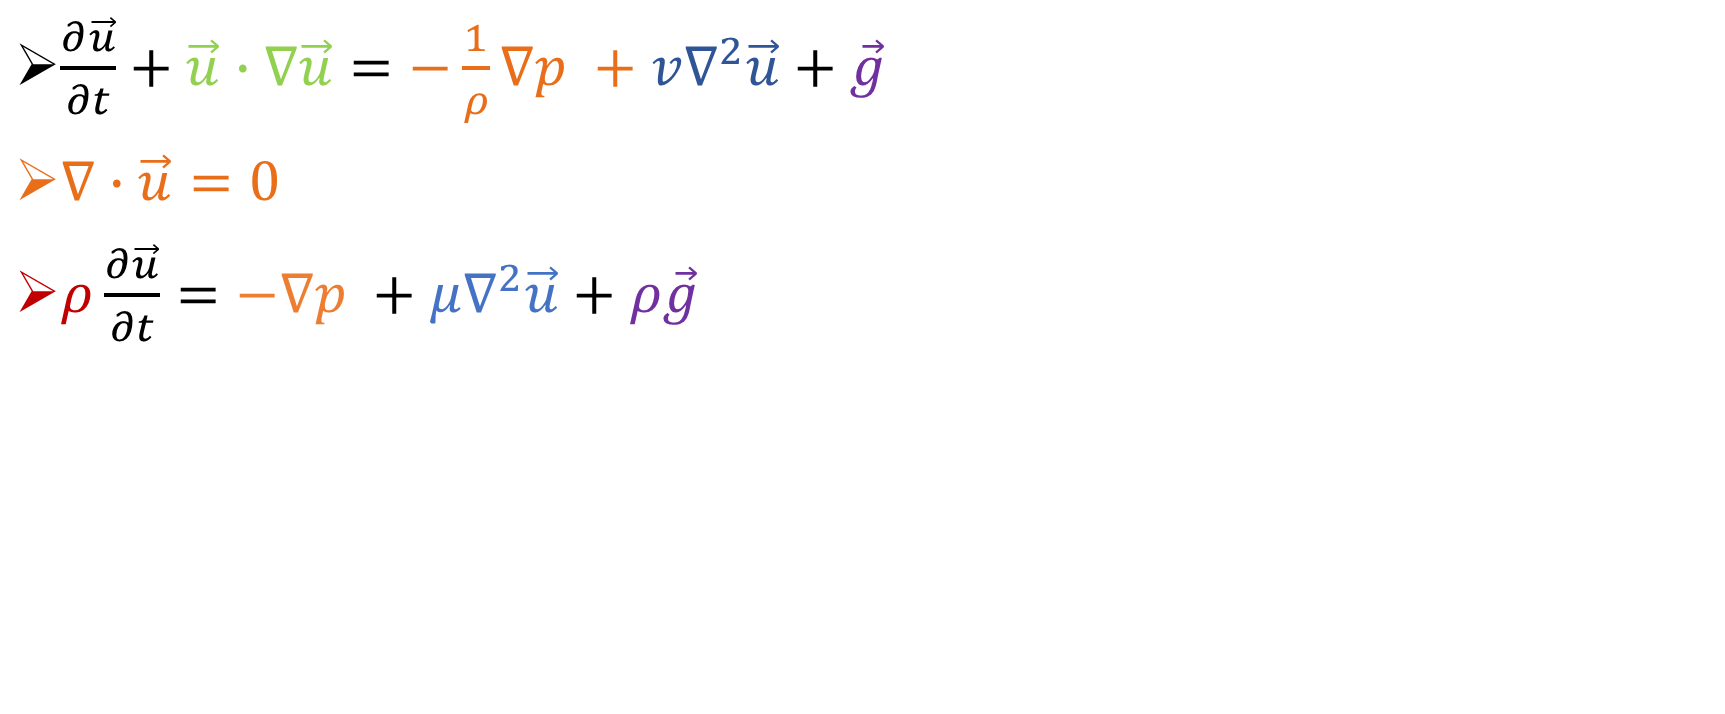 ➢ ∂u⃗/∂t + u⃗ · ∇u⃗ = − 1/ρ ∇p + v∇²u⃗ + g⃗
➢ ∇ · u⃗ = 0
➢ ρ ∂u⃗/∂t = −∇p + μ∇²u⃗ + ρg⃗